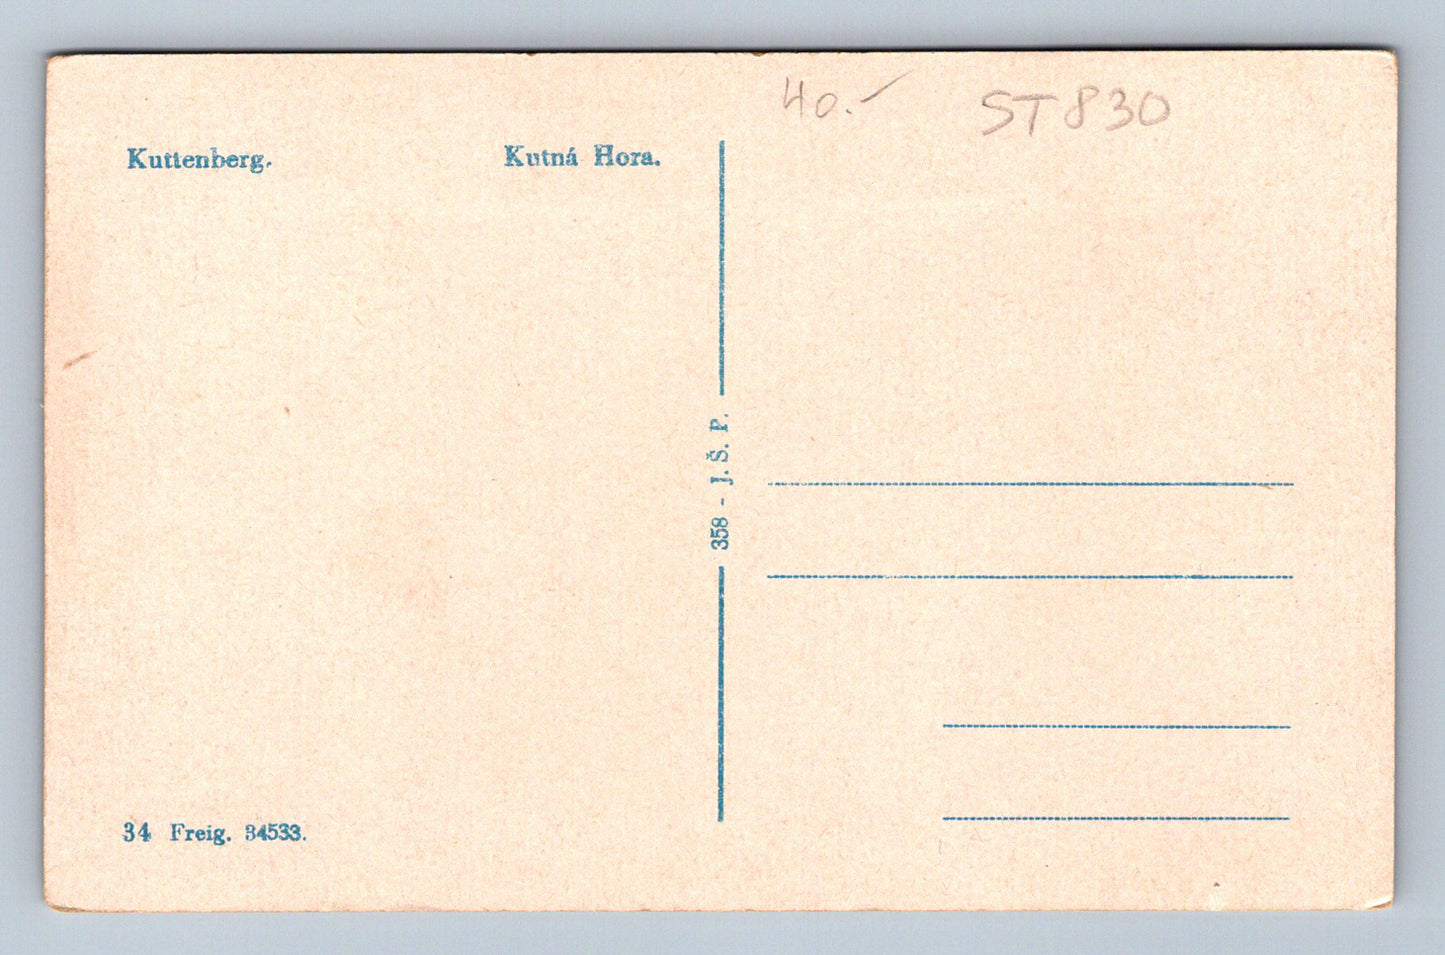 40.-
ST830
Kuttenberg.
Kutná Hora.
358 - J. Š. P.
34 Freig. 34533.